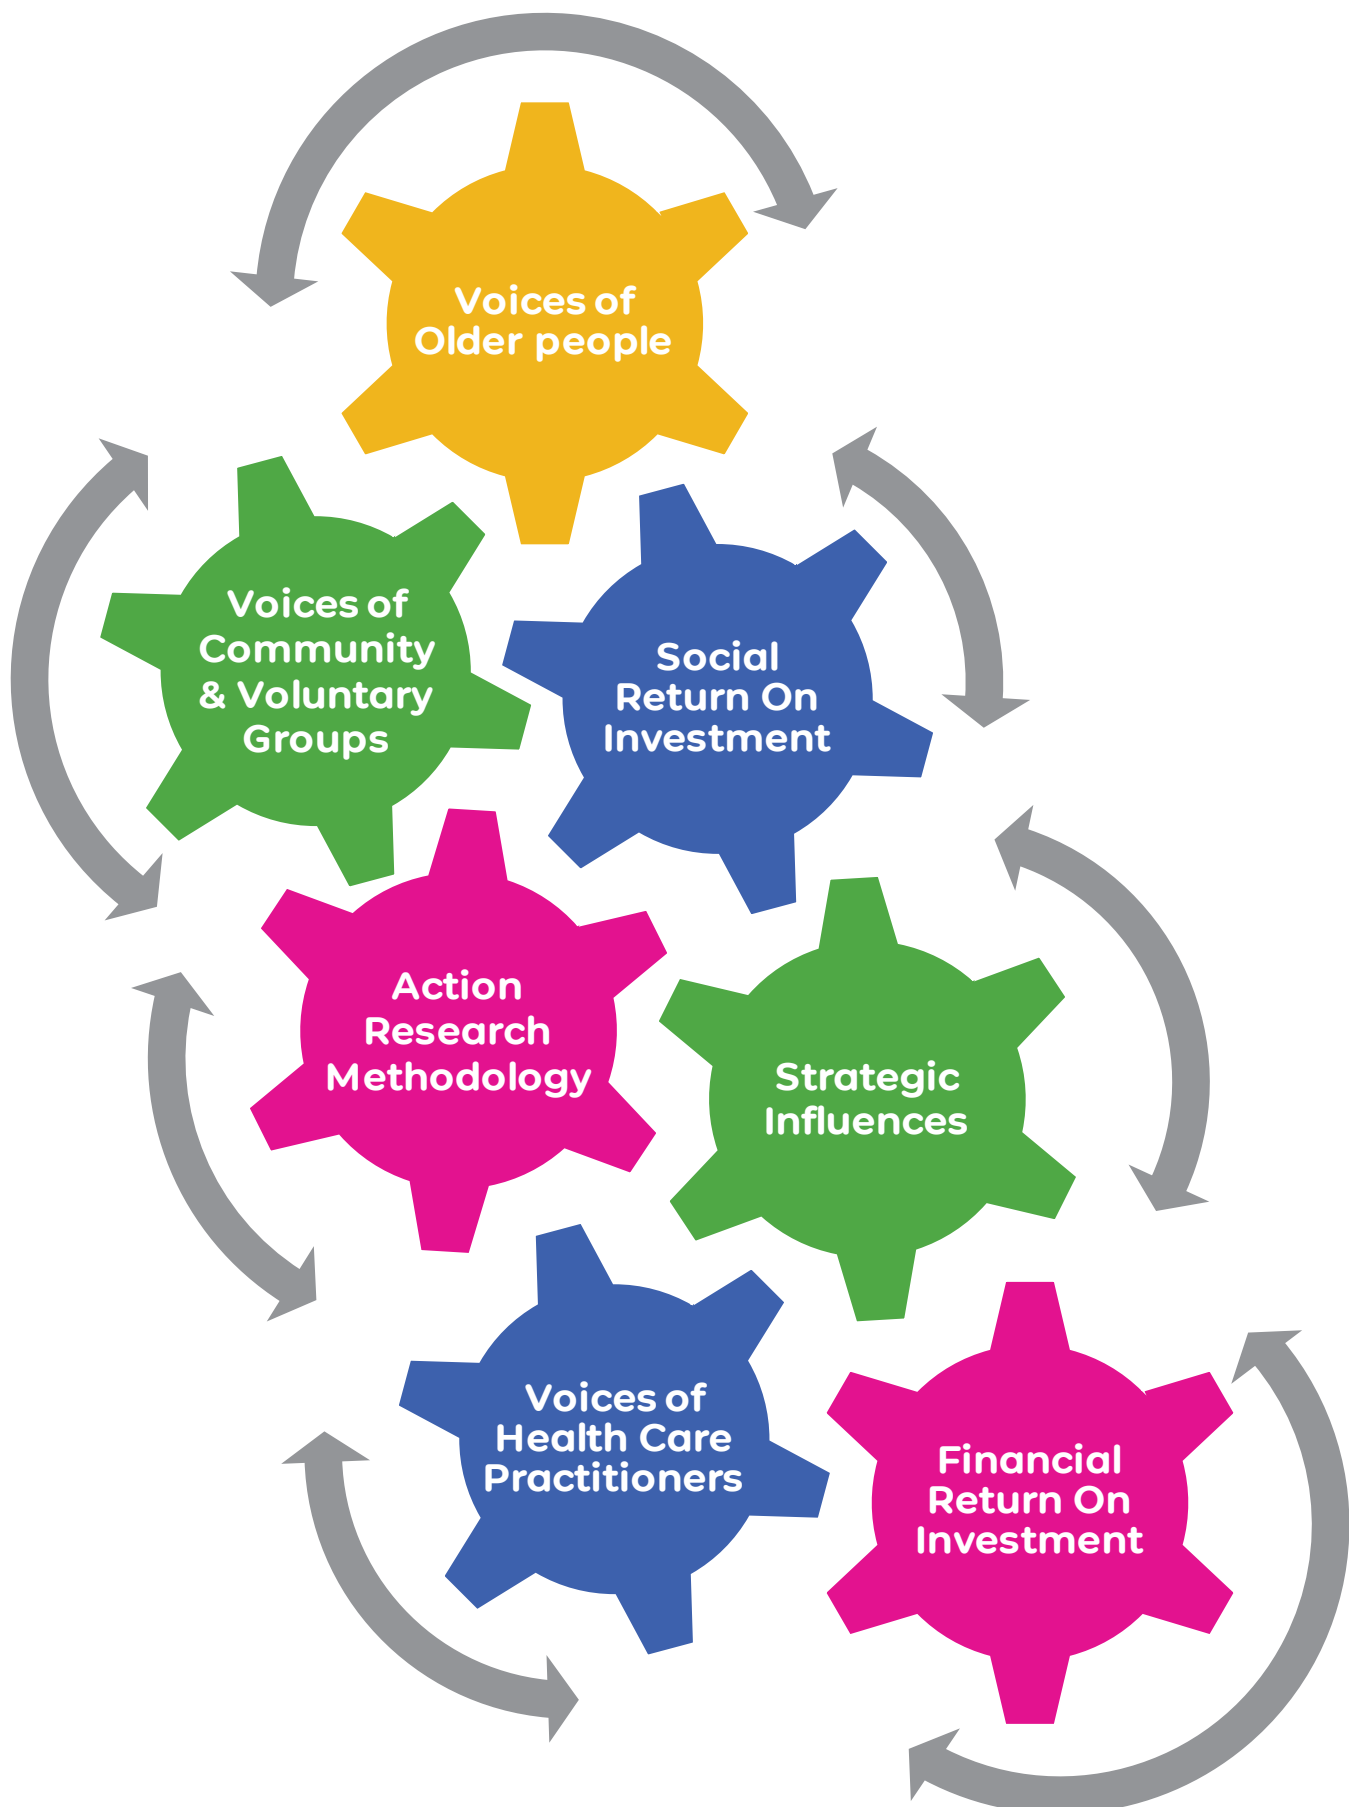 Voices of
Older people
Voices of
Community
& Voluntary
Groups
Social
Return On
Investment
Action
Research
Methodology
Strategic
Influences
Voices of
Health Care
Practitioners
Financial
Return On
Investment